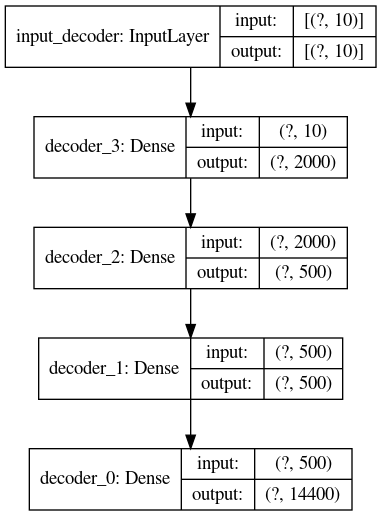 input_decoder: InputLayer
input: [(?, 10)]
output: [(?, 10)]
decoder_3: Dense
input: (?, 10)
output: (?, 2000)
decoder_2: Dense
input: (?, 2000)
output: (?, 500)
decoder_1: Dense
input: (?, 500)
output: (?, 500)
decoder_0: Dense
input: (?, 500)
output: (?, 14400)